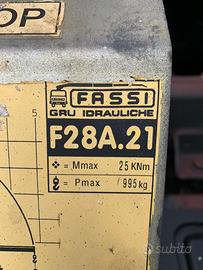 OP
FASSI
GRU IDRAULICHE
F28A.21
= Mmax 25 KNm
= Pmax 995 kg
5
subito